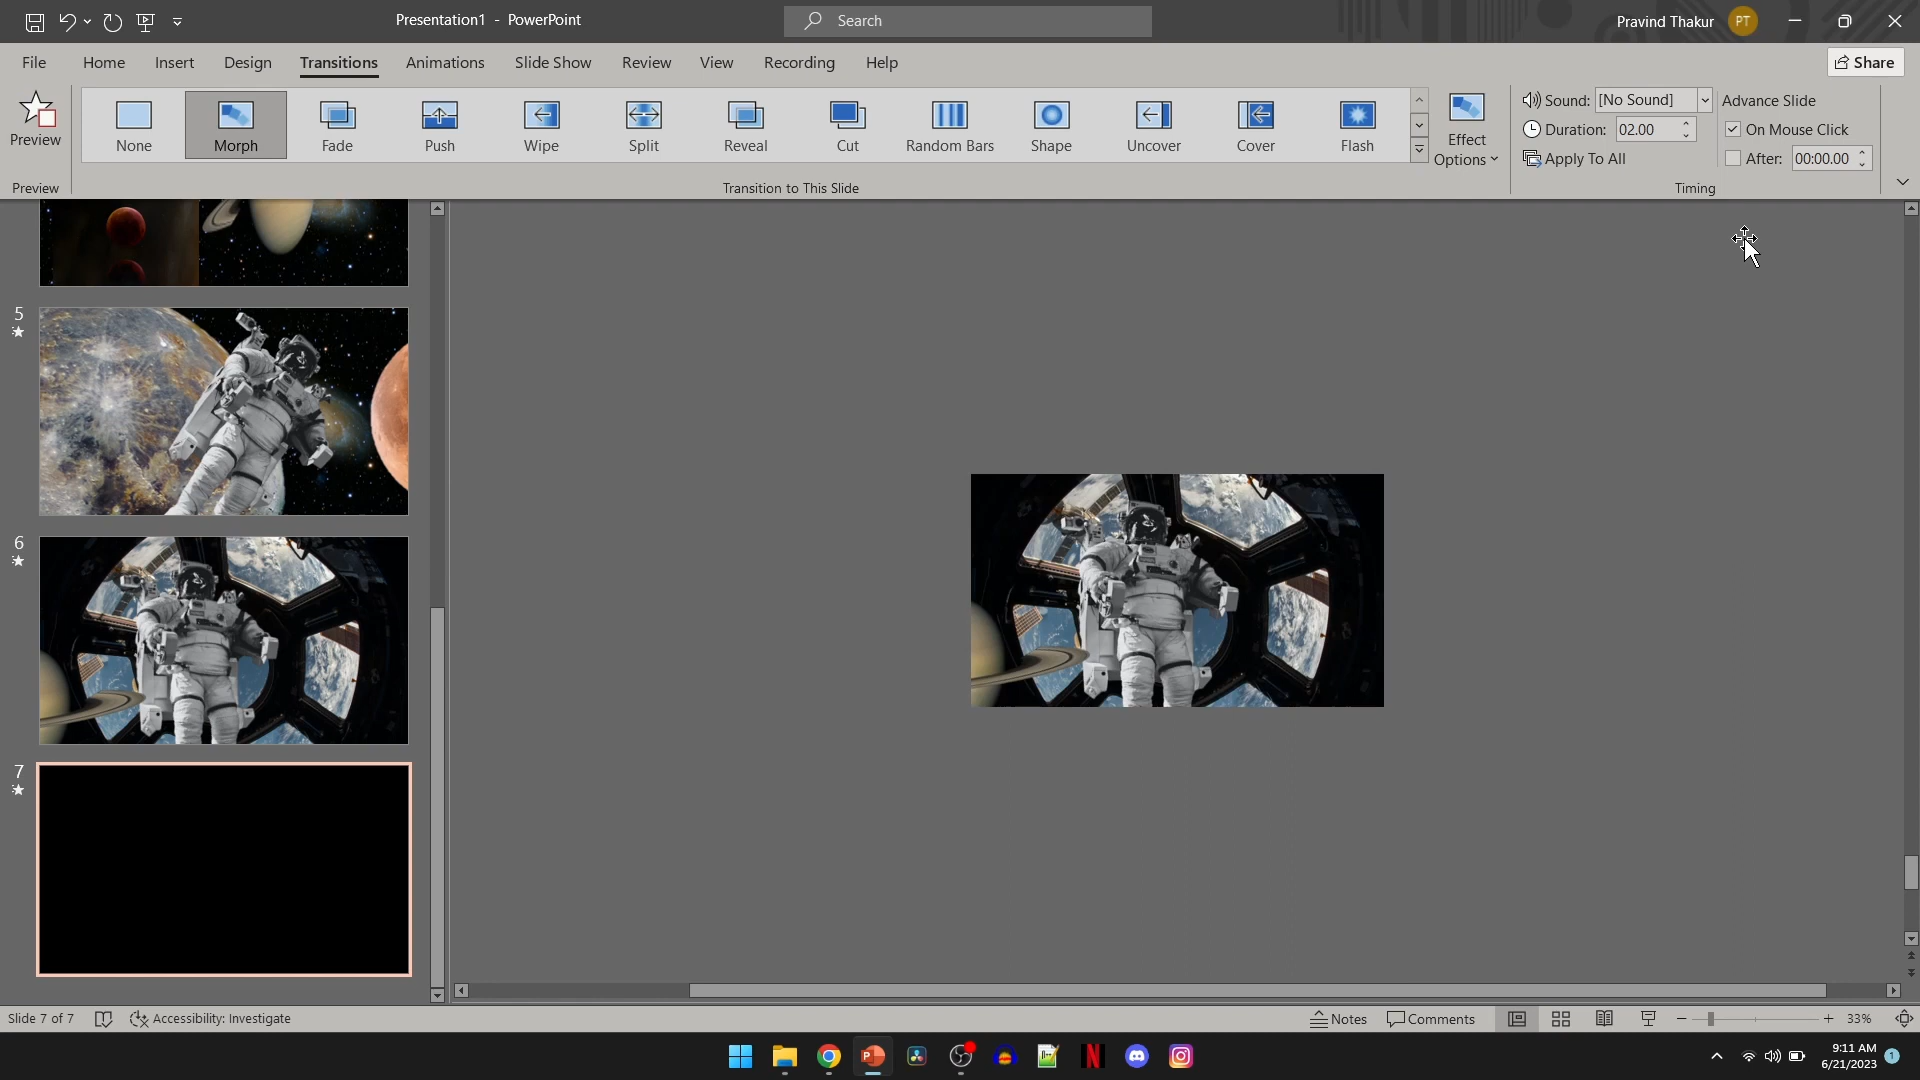 Presentation1 - PowerPoint
Search
Pravind Thakur
PT
File
Home
Insert
Design
Transitions
Animations
Slide Show
Review
View
Recording
Help
Share
Preview
None
Morph
Fade
Push
Wipe
Split
Reveal
Cut
Random Bars
Shape
Uncover
Cover
Flash
Effect
Options
Sound: [No Sound]
Duration: 02.00
Apply To All
Advance Slide
On Mouse Click
After: 00:00.00
Preview
Transition to This Slide
Timing
5
6
7
Slide 7 of 7
Accessibility: Investigate
Notes
Comments
33%
9:11 AM
6/21/2023
1